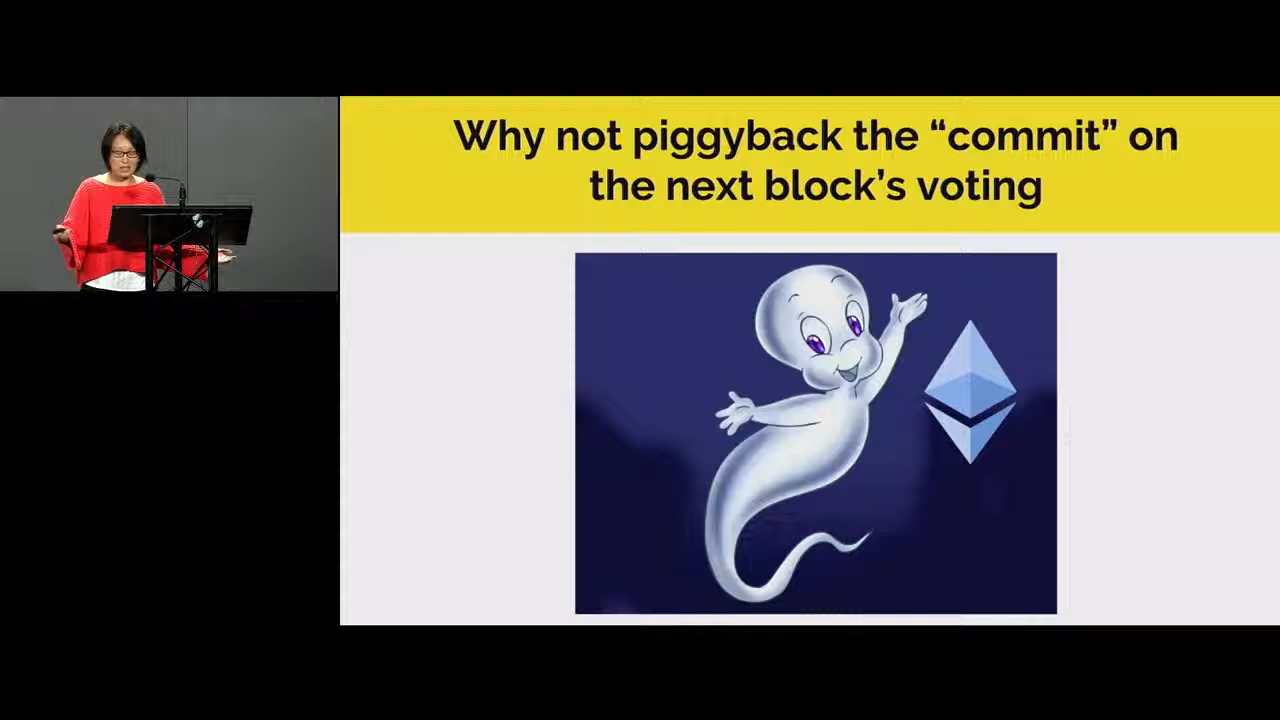 Why not piggyback the “commit” on
the next block’s voting